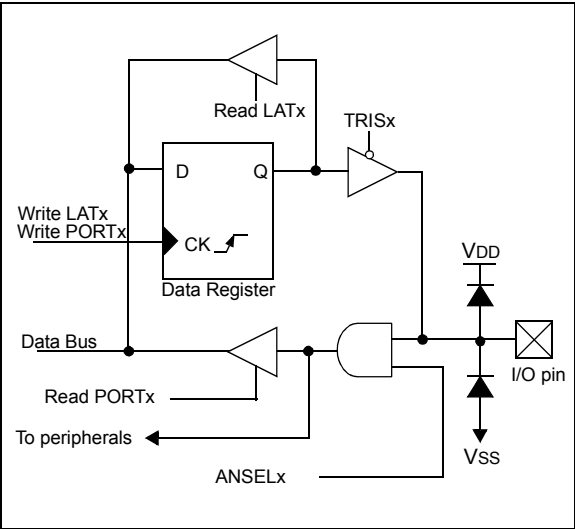 Read LATx
TRISx
D Q
Write LATx
Write PORTx
CK
VDD
Data Register
Data Bus
I/O pin
Read PORTx
To peripherals
VSS
ANSELx